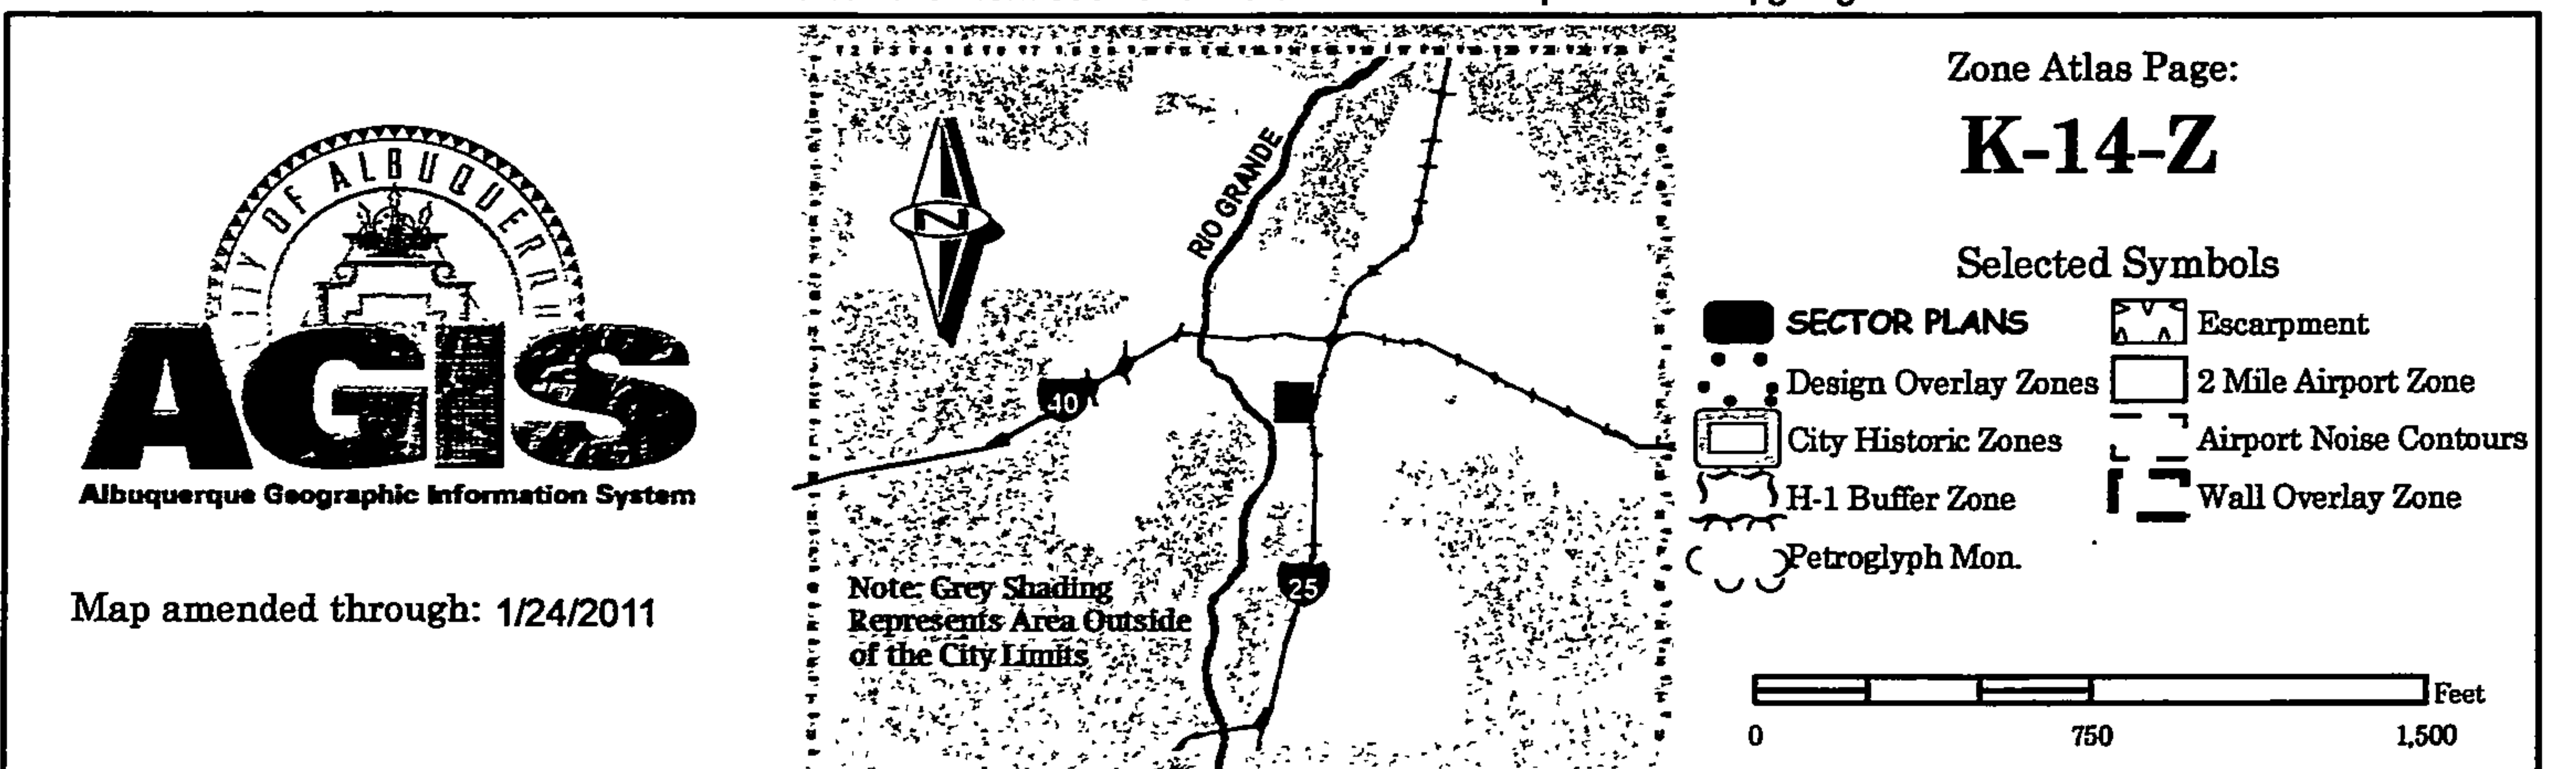 CITY OF ALBUQUERQUE
AGIS
Albuquerque Geographic Information System
Map amended through: 1/24/2011
N
RIO GRANDE
40
25
Note: Grey Shading
Represents Area Outside
of the City Limits
Zone Atlas Page:
K-14-Z
Selected Symbols
SECTOR PLANS
Escarpment
Design Overlay Zones
2 Mile Airport Zone
City Historic Zones
Airport Noise Contours
H-1 Buffer Zone
Wall Overlay Zone
Petroglyph Mon.
Feet
0 750 1,500